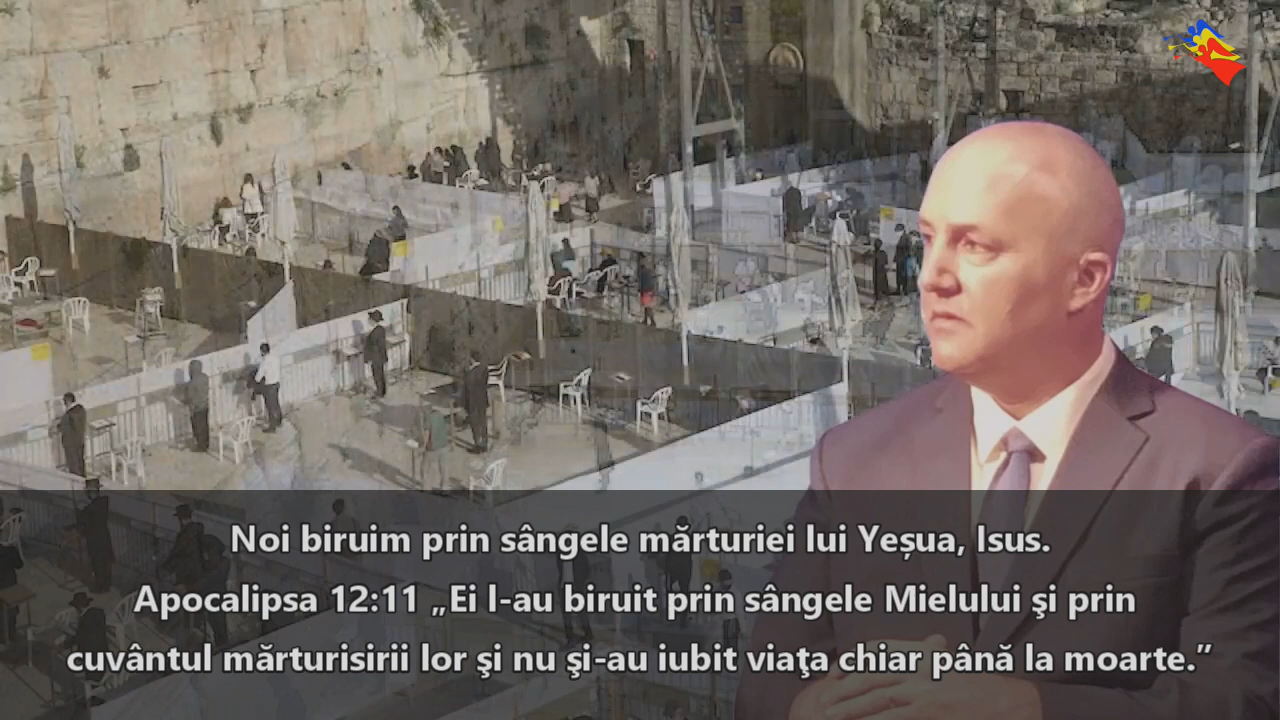 Noi biruim prin sângele mărturiei lui Yeșua, Isus.
Apocalipsa 12:11 „Ei l-au biruit prin sângele Mielului şi prin
cuvântul mărturisirii lor şi nu şi-au iubit viaţa chiar până la moarte.”